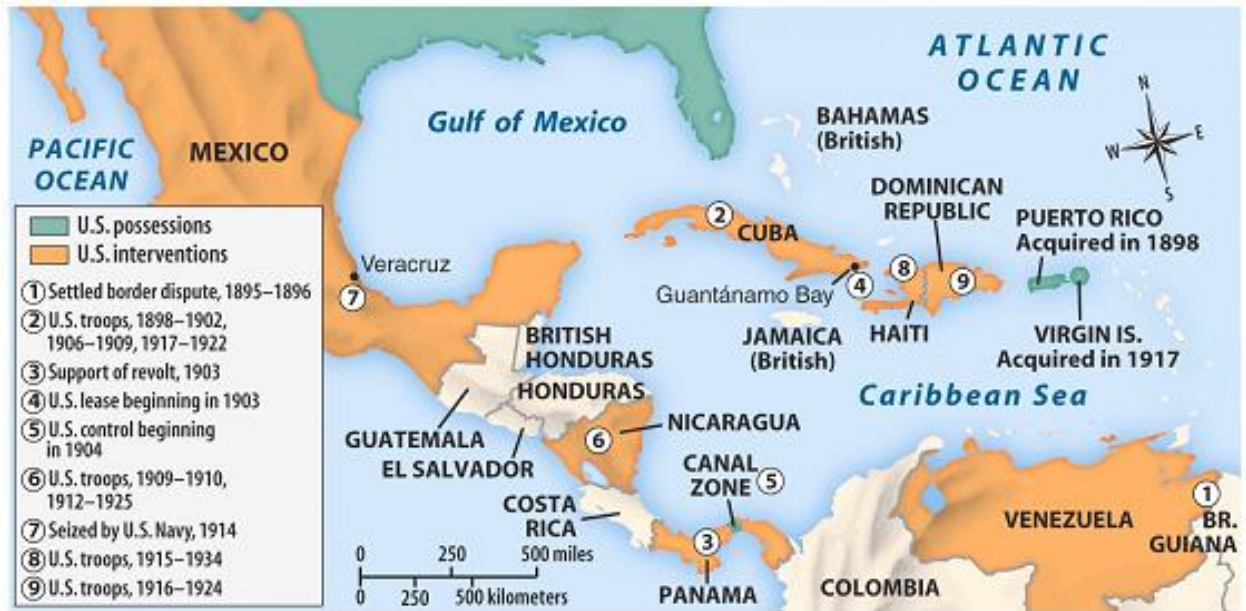 ATLANTIC
OCEAN
N
W
E
S
Gulf of Mexico
BAHAMAS
(British)
PACIFIC
OCEAN
MEXICO
DOMINICAN
REPUBLIC
PUERTO RICO
Acquired in 1898
2
CUBA
Veracruz
7
Guantánamo Bay
4
8
9
JAMAICA
(British)
HAITI
VIRGIN IS.
Acquired in 1917
BRITISH
HONDURAS
HONDURAS
Caribbean Sea
GUATEMALA
EL SALVADOR
6
NICARAGUA
CANAL
ZONE
5
COSTA
RICA
3
PANAMA
VENEZUELA
1
BR.
GUIANA
COLOMBIA
U.S. possessions
U.S. interventions
1 Settled border dispute, 1895–1896
2 U.S. troops, 1898–1902,
1906–1909, 1917–1922
3 Support of revolt, 1903
4 U.S. lease beginning in 1903
5 U.S. control beginning
in 1904
6 U.S. troops, 1909–1910,
1912–1925
7 Seized by U.S. Navy, 1914
8 U.S. troops, 1915–1934
9 U.S. troops, 1916–1924
0 250 500 miles
0 250 500 kilometers